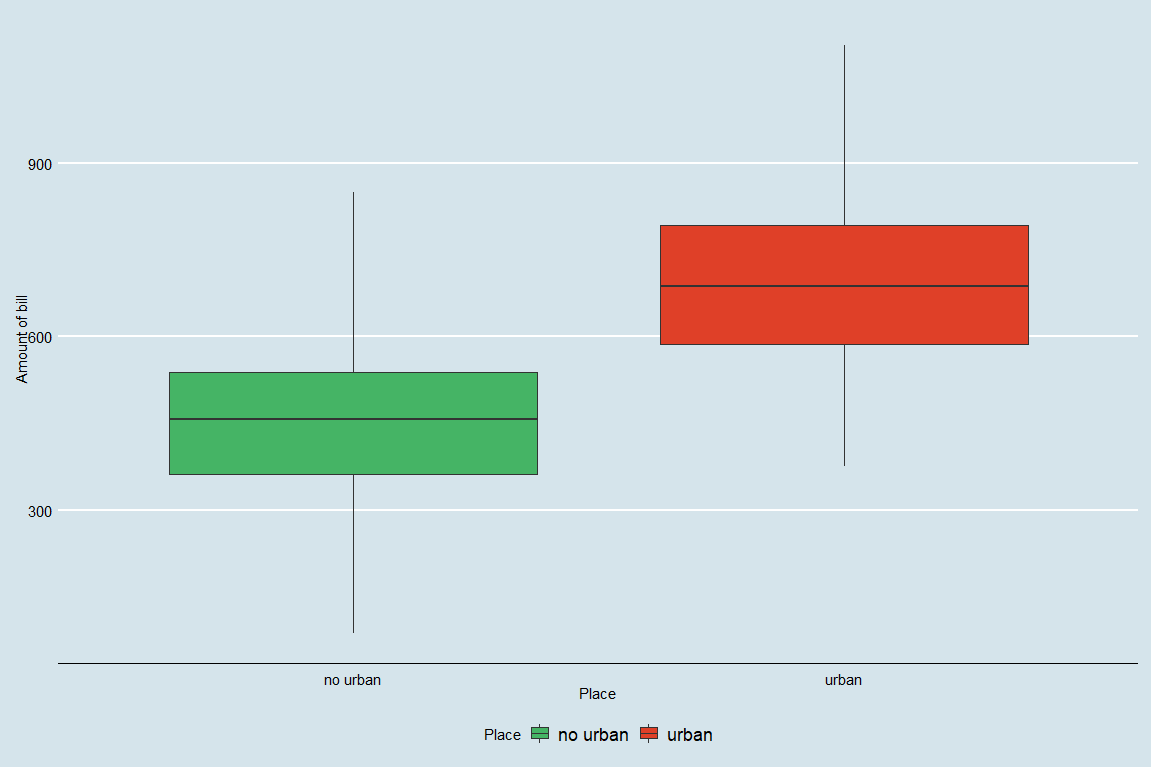 900
600
300
Amount of bill
no urban
urban
Place
Place no urban urban